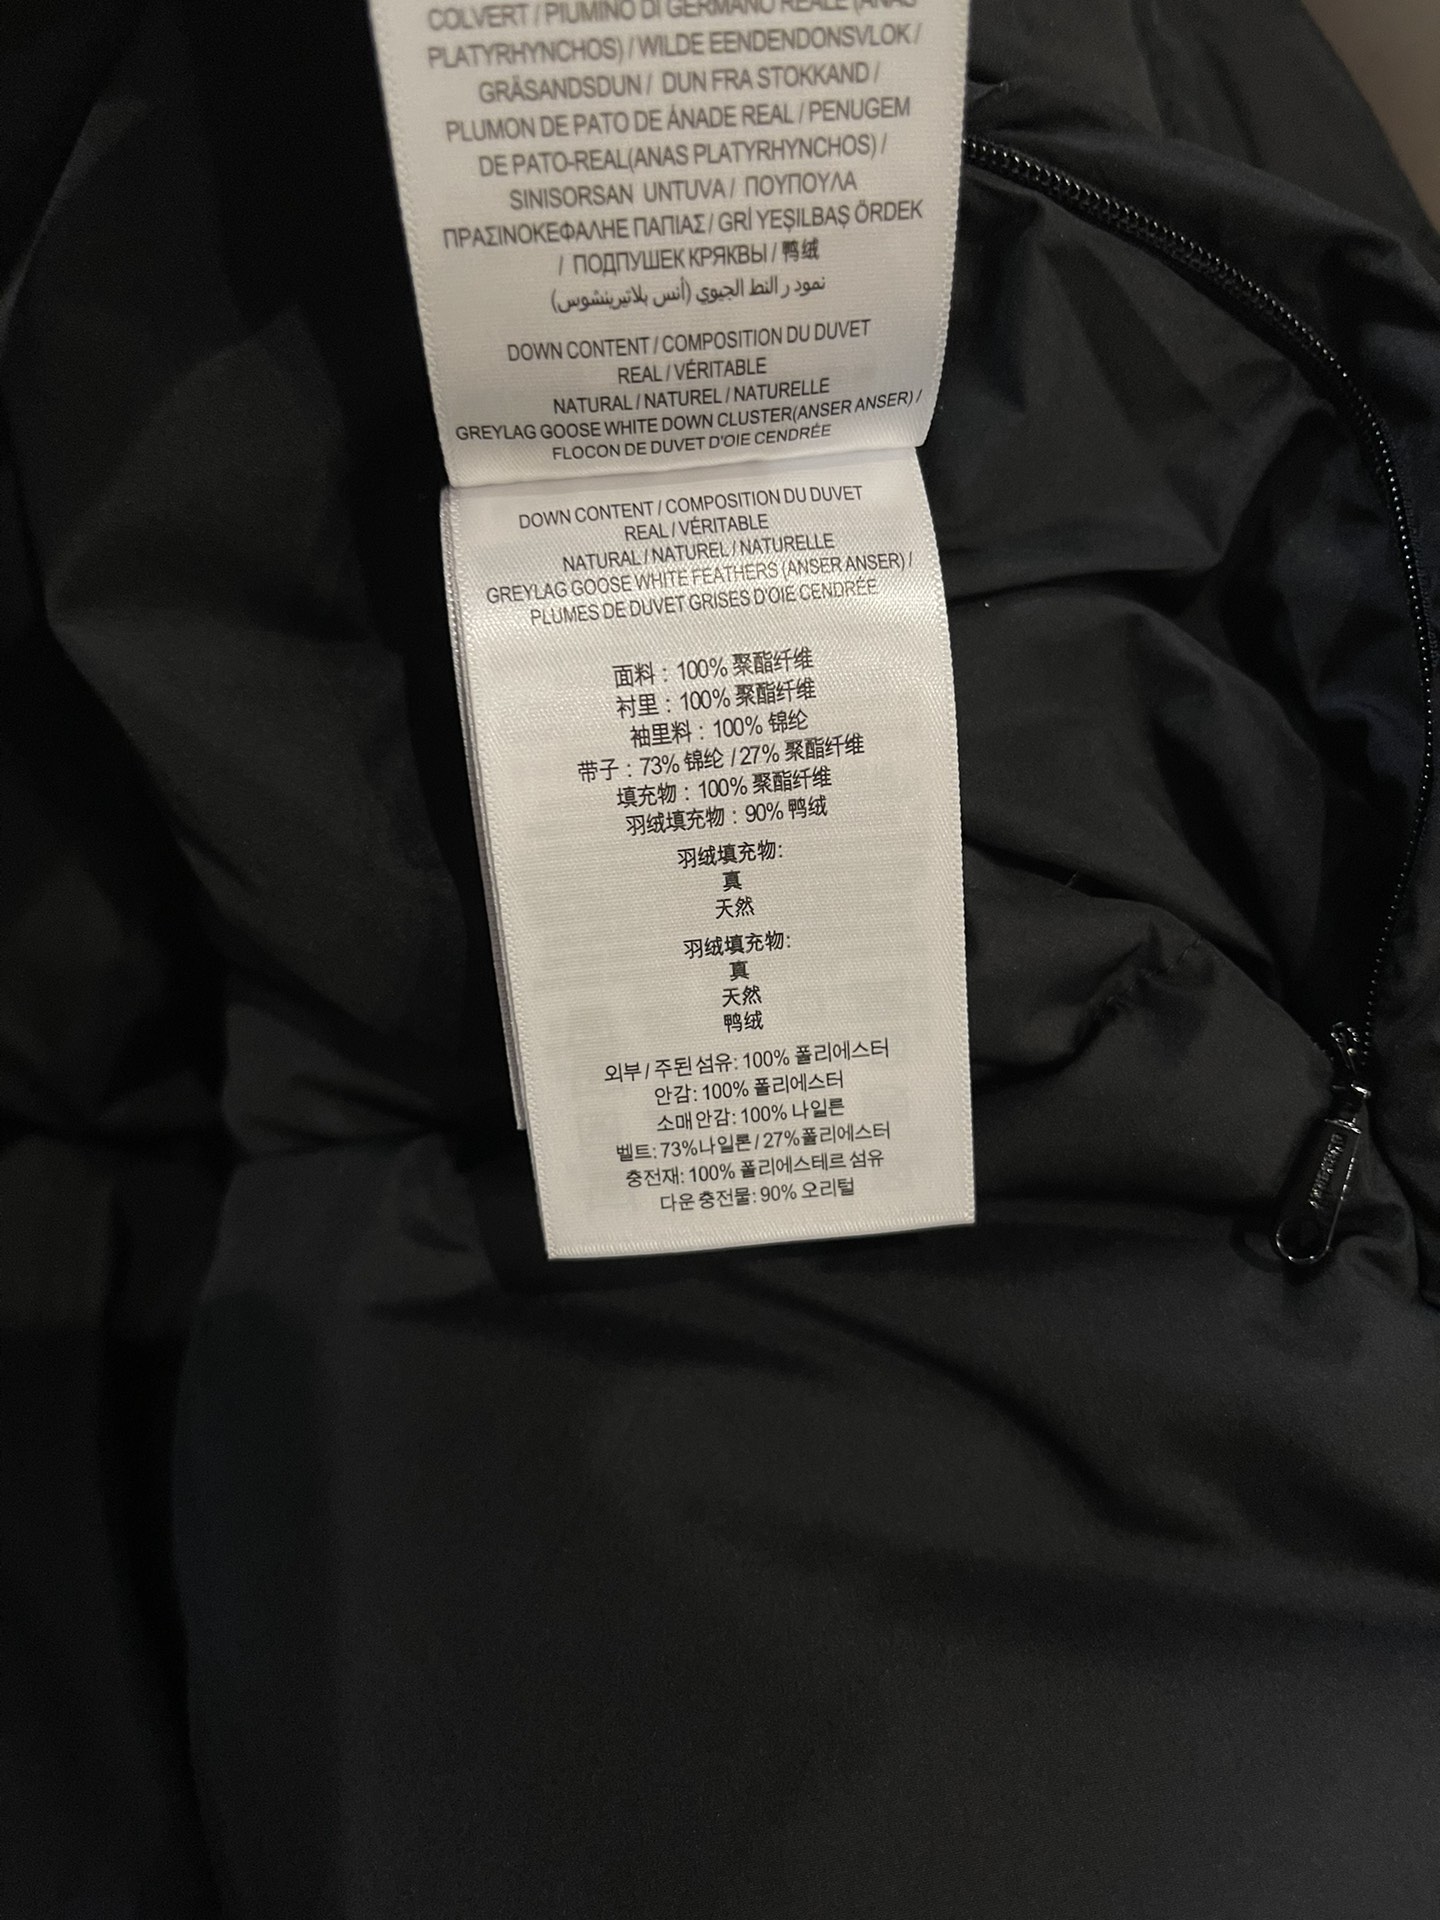 COLVERT / PIUMINO DI GERMANO REALE (ANAS
PLATYRHYNCHOS) / WILDE EENDENDONSVLOK /
GRÄSANDSDUN / DUN FRA STOKKAND /
PLUMON DE PATO DE ÁNADE REAL / PENUGEM
DE PATO-REAL(ANAS PLATYRHYNCHOS) /
SINISORSAN UNTUVA / ΠΟΥΠΟΥΛΑ
ΠΡΑΣΙΝΟΚΕΦΑΛΗΕ ΠΑΠΙΑΣ / GRİ YEŞILBAŞ ÖRDEK
/ ПОДПУШЕК КРЯКВЫ / 鸭绒
(أنس بلاتيرينشوس)
DOWN CONTENT / COMPOSITION DU DUVET
REAL / VÉRITABLE
NATURAL / NATUREL / NATURELLE
GREYLAG GOOSE WHITE DOWN CLUSTER(ANSER ANSER) /
FLOCON DE DUVET D'OIE CENDRÉE
DOWN CONTENT / COMPOSITION DU DUVET
REAL / VÉRITABLE
NATURAL / NATUREL / NATURELLE
GREYLAG GOOSE WHITE FEATHERS (ANSER ANSER) /
PLUMES DE DUVET GRISES D'OIE CENDRÉE
面料 : 100% 聚酯纤维
衬里 : 100% 聚酯纤维
袖里料 : 100% 锦纶
带子 : 73% 锦纶 / 27% 聚酯纤维
填充物 : 100% 聚酯纤维
羽绒填充物 : 90% 鸭绒
羽绒填充物:
真
天然
羽绒填充物:
真
天然
鸭绒
외부 / 주된 섬유: 100% 폴리에스터
안감: 100% 폴리에스터
소매 안감: 100% 나일론
벨트: 73%나일론 / 27%폴리에스터
충전재: 100% 폴리에스테르 섬유
다운 충전물: 90% 오리털
BURBERRY